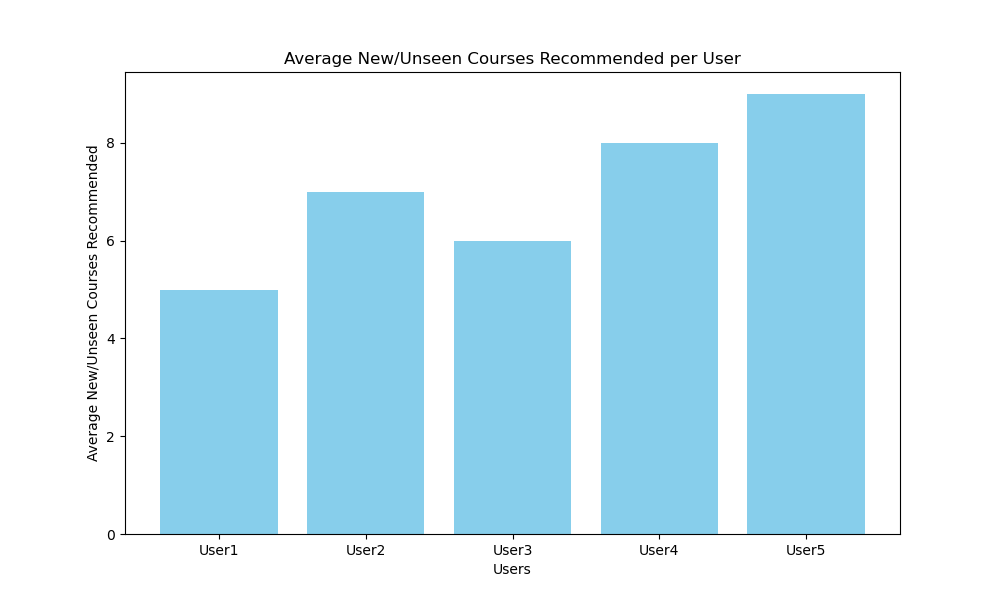 Average New/Unseen Courses Recommended per User
Average New/Unseen Courses Recommended
8
6
4
2
0
User1 User2 User3 User4 User5
Users